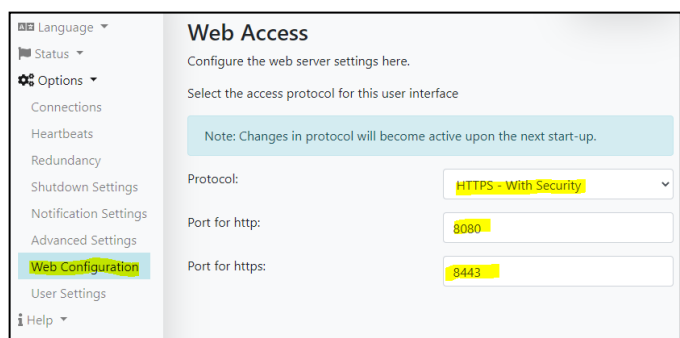 Language
Status
Options
Connections
Heartbeats
Redundancy
Shutdown Settings
Notification Settings
Advanced Settings
Web Configuration
User Settings
Help
Web Access
Configure the web server settings here.
Select the access protocol for this user interface
Note: Changes in protocol will become active upon the next start-up.
Protocol:
HTTPS - With Security
Port for http:
8080
Port for https:
8443